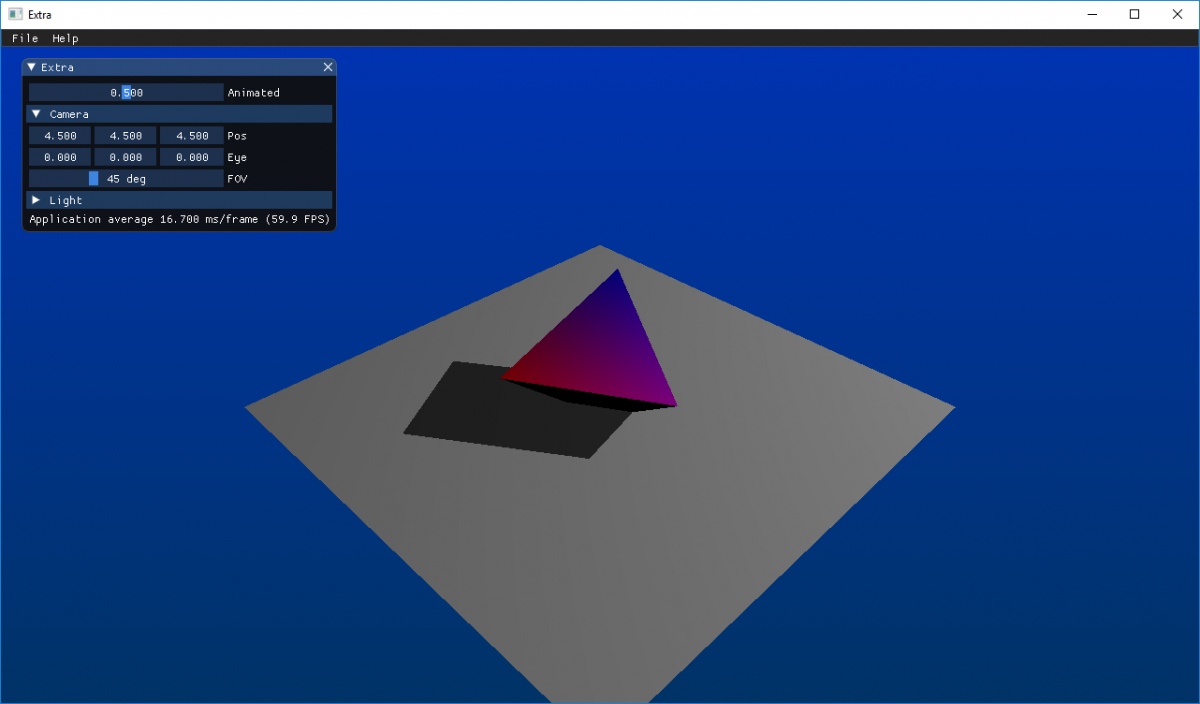 Extra
File Help
Extra
0.500 Animated
Camera
4.500 4.500 4.500 Pos
0.000 0.000 0.000 Eye
45 deg FOV
Light
Application average 16.700 ms/frame (59.9 FPS)